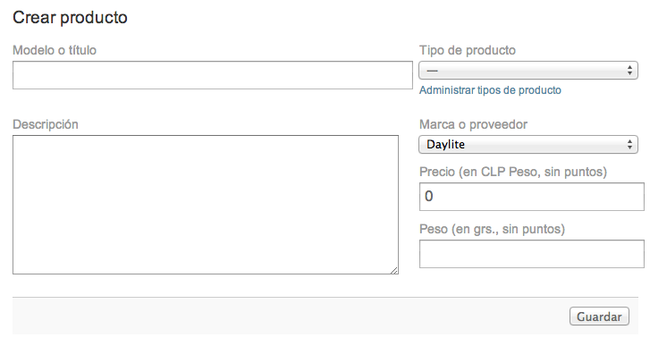 Crear producto
Modelo o título
Tipo de producto
—
Administrar tipos de producto
Descripción
Marca o proveedor
Daylite
Precio (en CLP Peso, sin puntos)
0
Peso (en grs., sin puntos)
Guardar